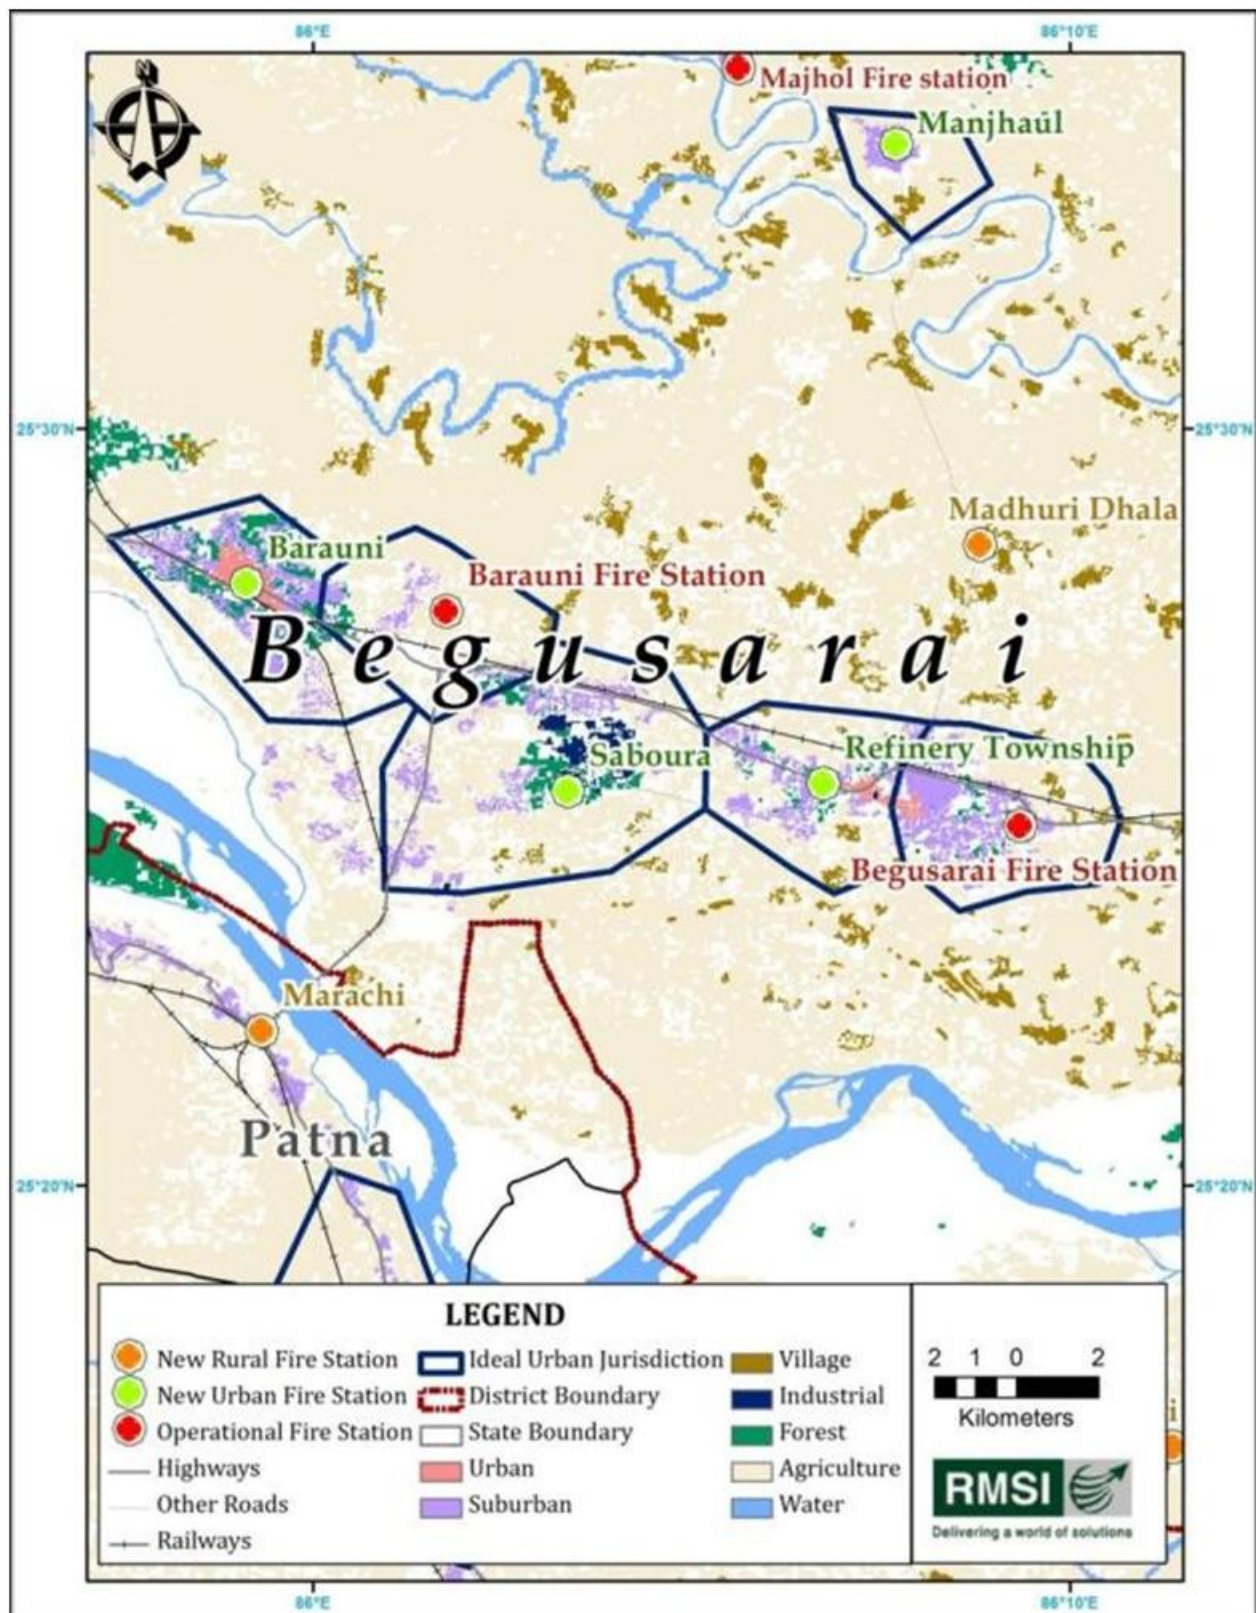 86°E 86°10'E
N
Majhol Fire station
Manjhaul
25°30'N 25°30'N
Madhuri Dhala
Barauni
Barauni Fire Station
Begusarai
Saboura
Refinery Township
Begusarai Fire Station
Marachi
Patna
25°20'N 25°20'N
LEGEND
New Rural Fire Station
New Urban Fire Station
Operational Fire Station
Highways
Other Roads
Railways
Ideal Urban Jurisdiction
District Boundary
State Boundary
Urban
Suburban
Village
Industrial
Forest
Agriculture
Water
2 1 0 2
Kilometers
i
RMSI
Delivering a world of solutions
86°E 86°10'E